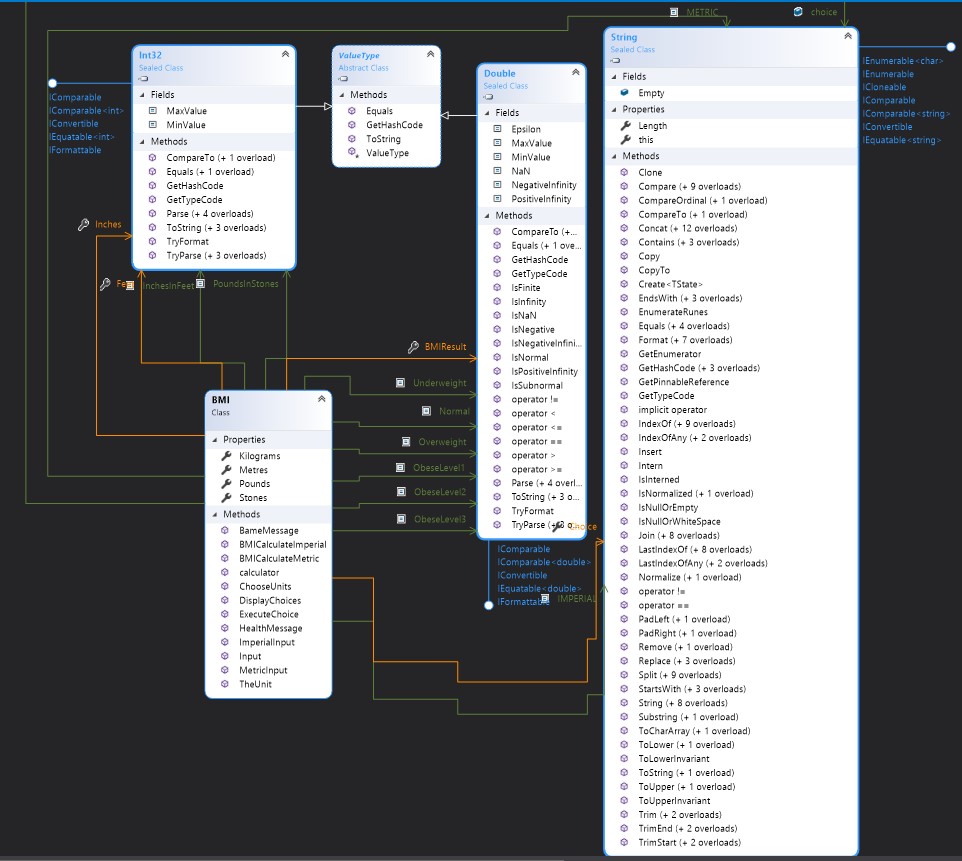 METRIC
choice
Int32
Sealed Class
Fields
MaxValue
MinValue
Methods
CompareTo (+ 1 overload)
Equals (+ 1 overload)
GetHashCode
GetTypeCode
Parse (+ 4 overloads)
ToString (+ 3 overloads)
TryFormat
TryParse (+ 3 overloads)
IComparable
IComparable<int>
IConvertible
IEquatable<int>
IFormattable
ValueType
Abstract Class
Methods
Equals
GetHashCode
ToString
ValueType
Double
Sealed Class
Fields
Epsilon
MaxValue
MinValue
NaN
NegativeInfinity
PositiveInfinity
Methods
CompareTo (+...
Equals (+ 1 ove...
GetHashCode
GetTypeCode
IsFinite
IsInfinity
IsNaN
IsNegative
IsNegativeInfini...
IsNormal
IsPositiveInfinity
IsSubnormal
operator !=
operator <
operator <=
operator ==
operator >
operator >=
Parse (+ 4 overl...
ToString (+ 3 o...
TryFormat
TryParse (+3 o
Choice
IComparable
IComparable<double>
IConvertible
IEquatable<double>
IFormattable
IMPERIAL
String
Sealed Class
Fields
Empty
Properties
Length
this
Methods
Clone
Compare (+ 9 overloads)
CompareOrdinal (+ 1 overload)
CompareTo (+ 1 overload)
Concat (+ 12 overloads)
Contains (+ 3 overloads)
Copy
CopyTo
Create<TState>
EndsWith (+ 3 overloads)
EnumerateRunes
Equals (+ 4 overloads)
Format (+ 7 overloads)
GetEnumerator
GetHashCode (+ 3 overloads)
GetPinnableReference
GetTypeCode
implicit operator
IndexOf (+ 9 overloads)
IndexOfAny (+ 2 overloads)
Insert
Intern
IsInterned
IsNormalized (+ 1 overload)
IsNullOrEmpty
IsNullOrWhiteSpace
Join (+ 8 overloads)
LastIndexOf (+ 8 overloads)
LastIndexOfAny (+ 2 overloads)
Normalize (+ 1 overload)
operator !=
operator ==
PadLeft (+ 1 overload)
PadRight (+ 1 overload)
Remove (+ 1 overload)
Replace (+ 3 overloads)
Split (+ 9 overloads)
StartsWith (+ 3 overloads)
String (+ 8 overloads)
Substring (+ 1 overload)
ToCharArray (+ 1 overload)
ToLower (+ 1 overload)
ToLowerInvariant
ToString (+ 1 overload)
ToUpper (+ 1 overload)
ToUpperInvariant
Trim (+ 2 overloads)
TrimEnd (+ 2 overloads)
TrimStart (+ 2 overloads)
IEnumerable<char>
IEnumerable
ICloneable
IComparable
IComparable<string>
IConvertible
IEquatable<string>
Inches
Fe
InchesInFeet
PoundsInStones
BMIResult
Underweight
Normal
Overweight
ObeseLevel1
ObeseLevel2
ObeseLevel3
BMI
Class
Properties
Kilograms
Metres
Pounds
Stones
Methods
BameMessage
BMICalculateImperial
BMICalculateMetric
calculator
ChooseUnits
DisplayChoices
ExecuteChoice
HealthMessage
ImperialInput
Input
MetricInput
TheUnit